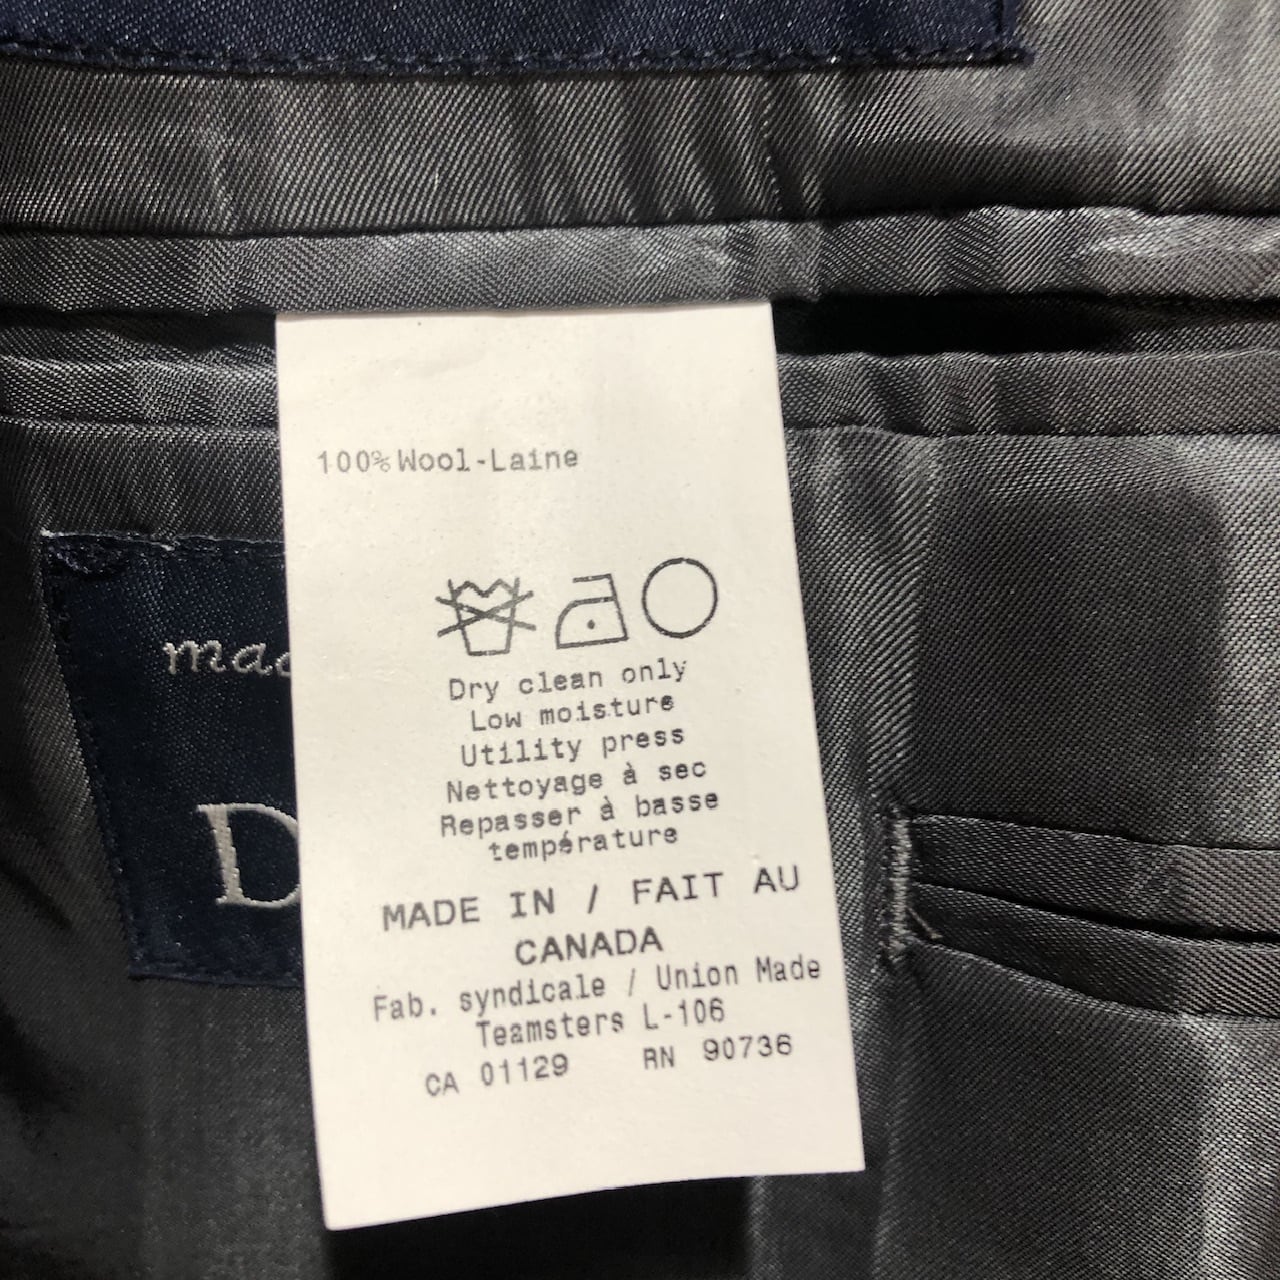 100% Wool-Laine
Dry clean only
Low moisture
Utility press
Nettoyage à sec
Repasser à basse
température
MADE IN / FAIT AU
CANADA
Fab. syndicale / Union Made
Teamsters L-106
CA 01129 RN 90736